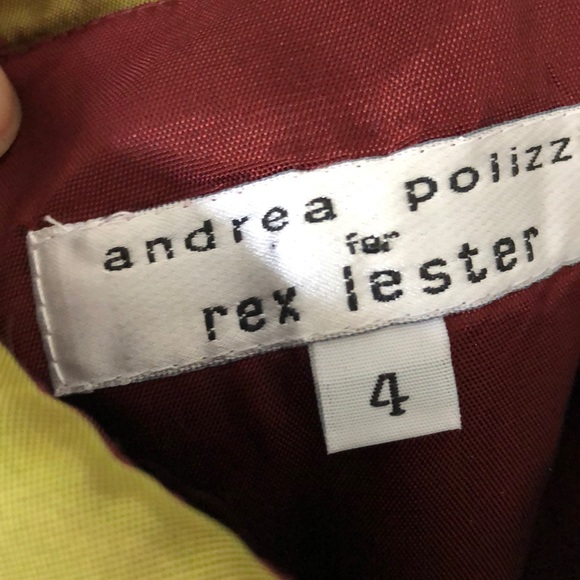 andrea polizz
for
rex lester
4